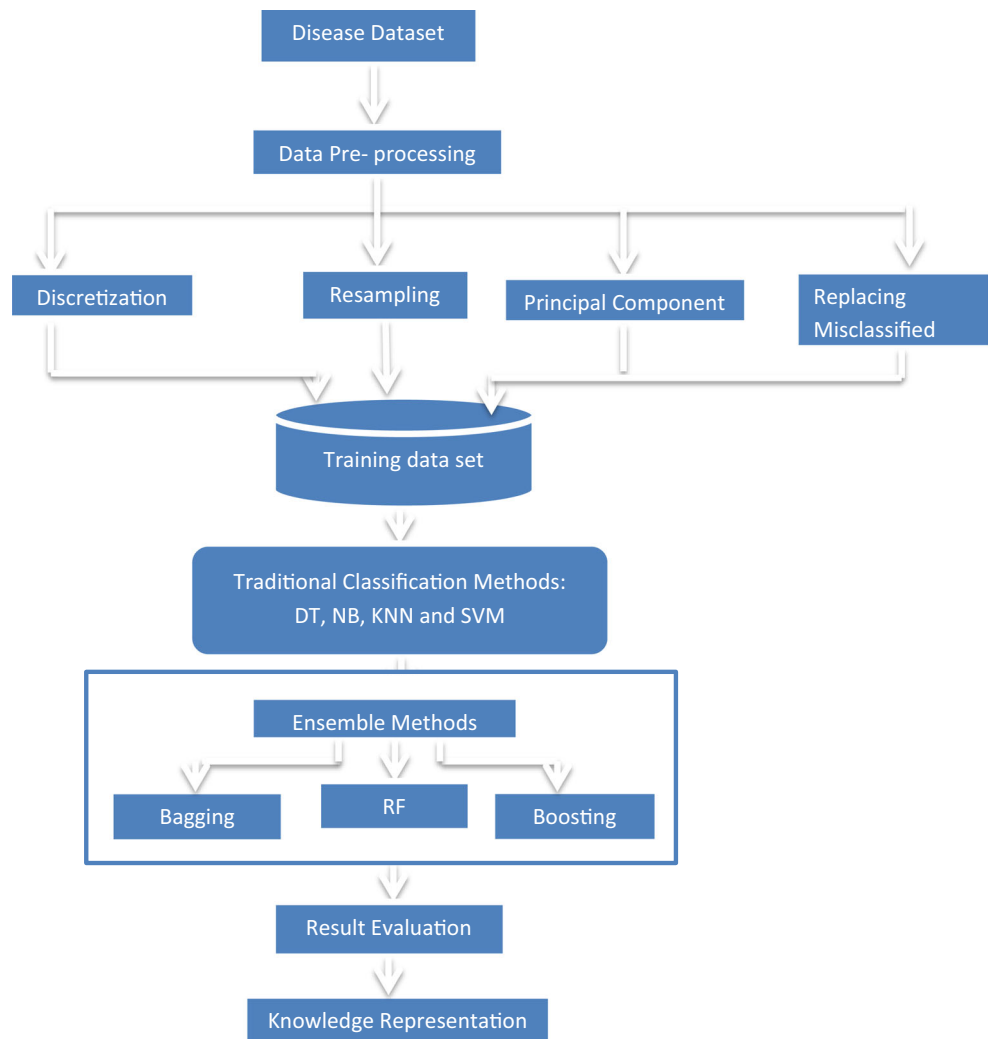 Disease Dataset
Data Pre- processing
Discretization
Resampling
Principal Component
Replacing
Misclassified
Training data set
Traditional Classification Methods:
DT, NB, KNN and SVM
Ensemble Methods
Bagging
RF
Boosting
Result Evaluation
Knowledge Representation